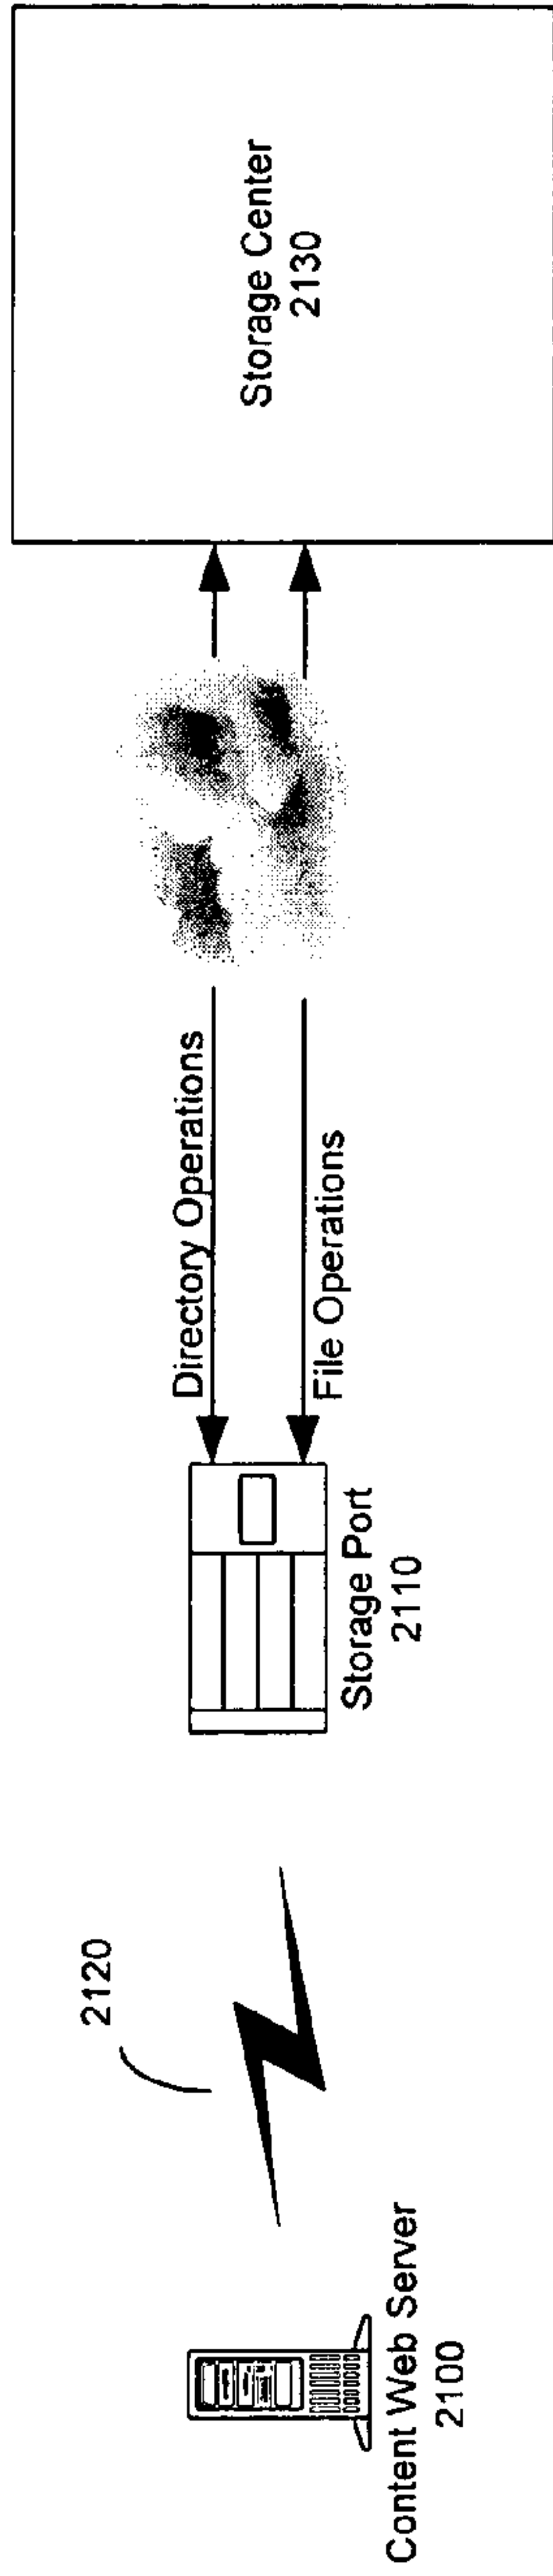 2120
Content Web Server
2100
Storage Port
2110
Directory Operations
File Operations
Storage Center
2130